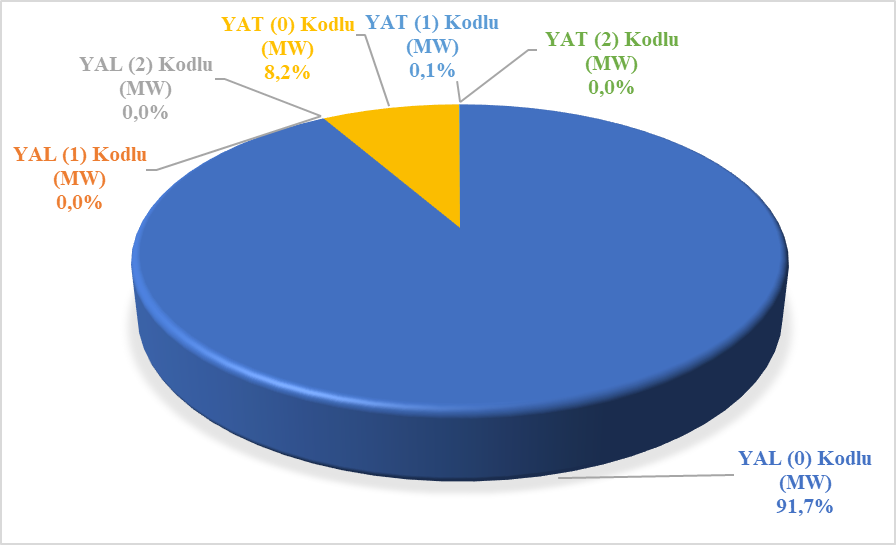 YAT (0) Kodlu
(MW)
8,2%
YAT (1) Kodlu
(MW)
0,1%
YAT (2) Kodlu
(MW)
0,0%
YAL (2) Kodlu
(MW)
0,0%
YAL (1) Kodlu
(MW)
0,0%
YAL (0) Kodlu
(MW)
91,7%